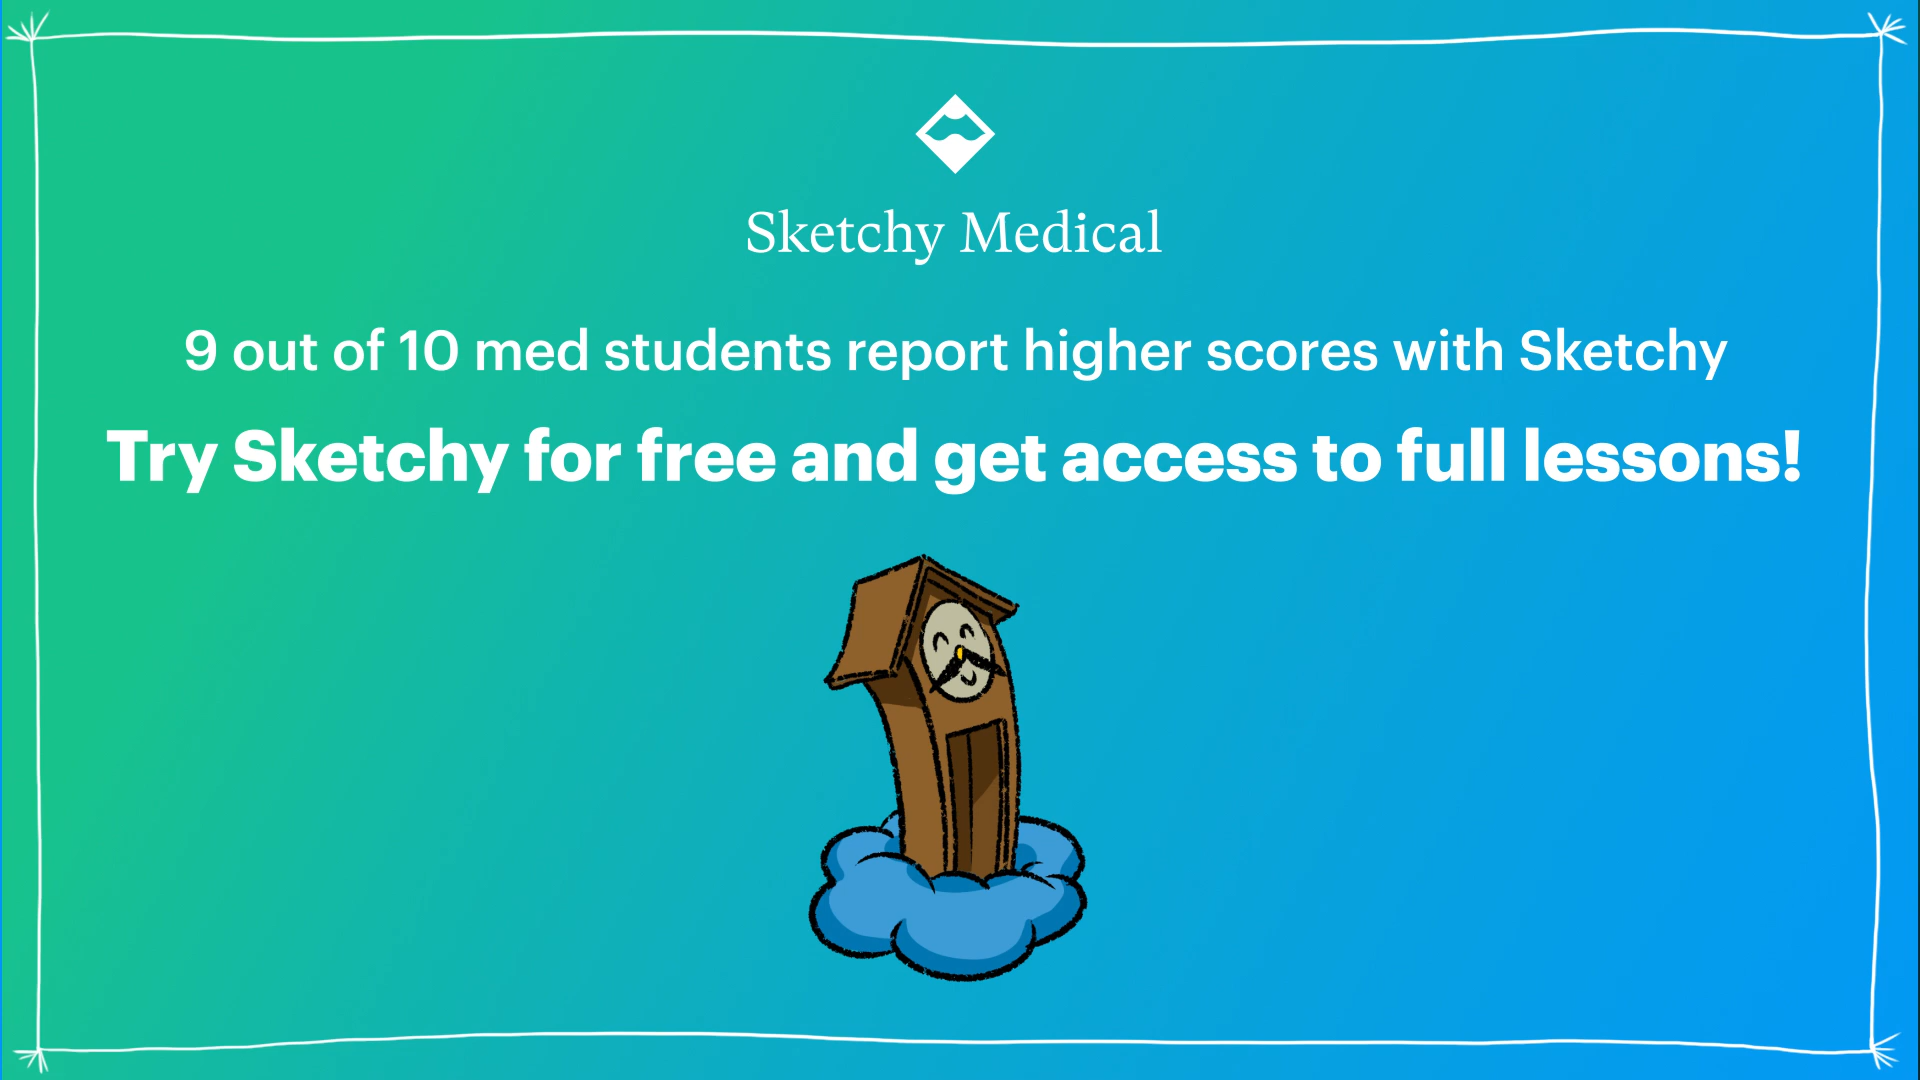 Sketchy Medical
9 out of 10 med students report higher scores with Sketchy
Try Sketchy for free and get access to full lessons!